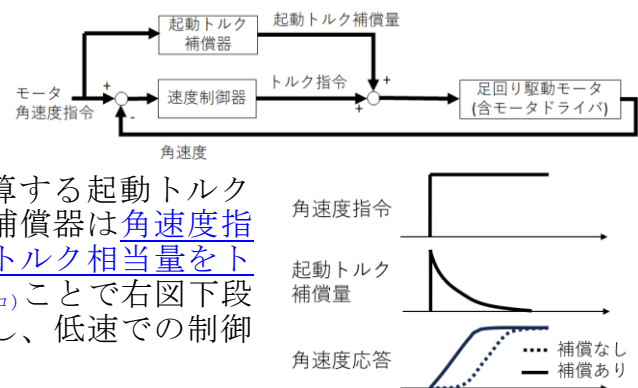 起動トルク
補償器
起動トルク補償量
モータ
角速度指令
+
-
速度制御器
トルク指令
+
+
足回り駆動モータ
(含モータドライバ)
角速度
算する起動トルク
補償器は角速度指
トルク相当量をト
ロ)ことで右図下段
し、低速での制御
角速度指令
起動トルク
補償量
角速度応答
補償なし
補償あり